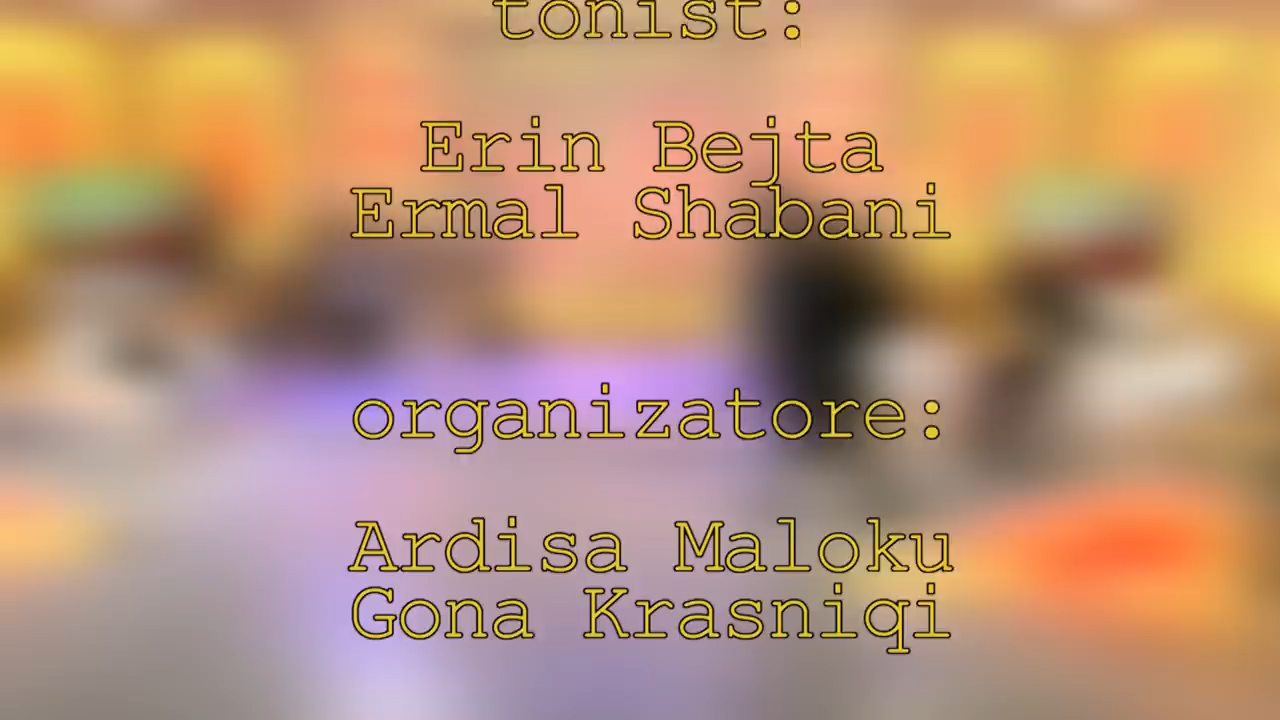 tonist:
Erin Bejta
Ermal Shabani
organizatore:
Ardisa Maloku
Gona Krasniqi